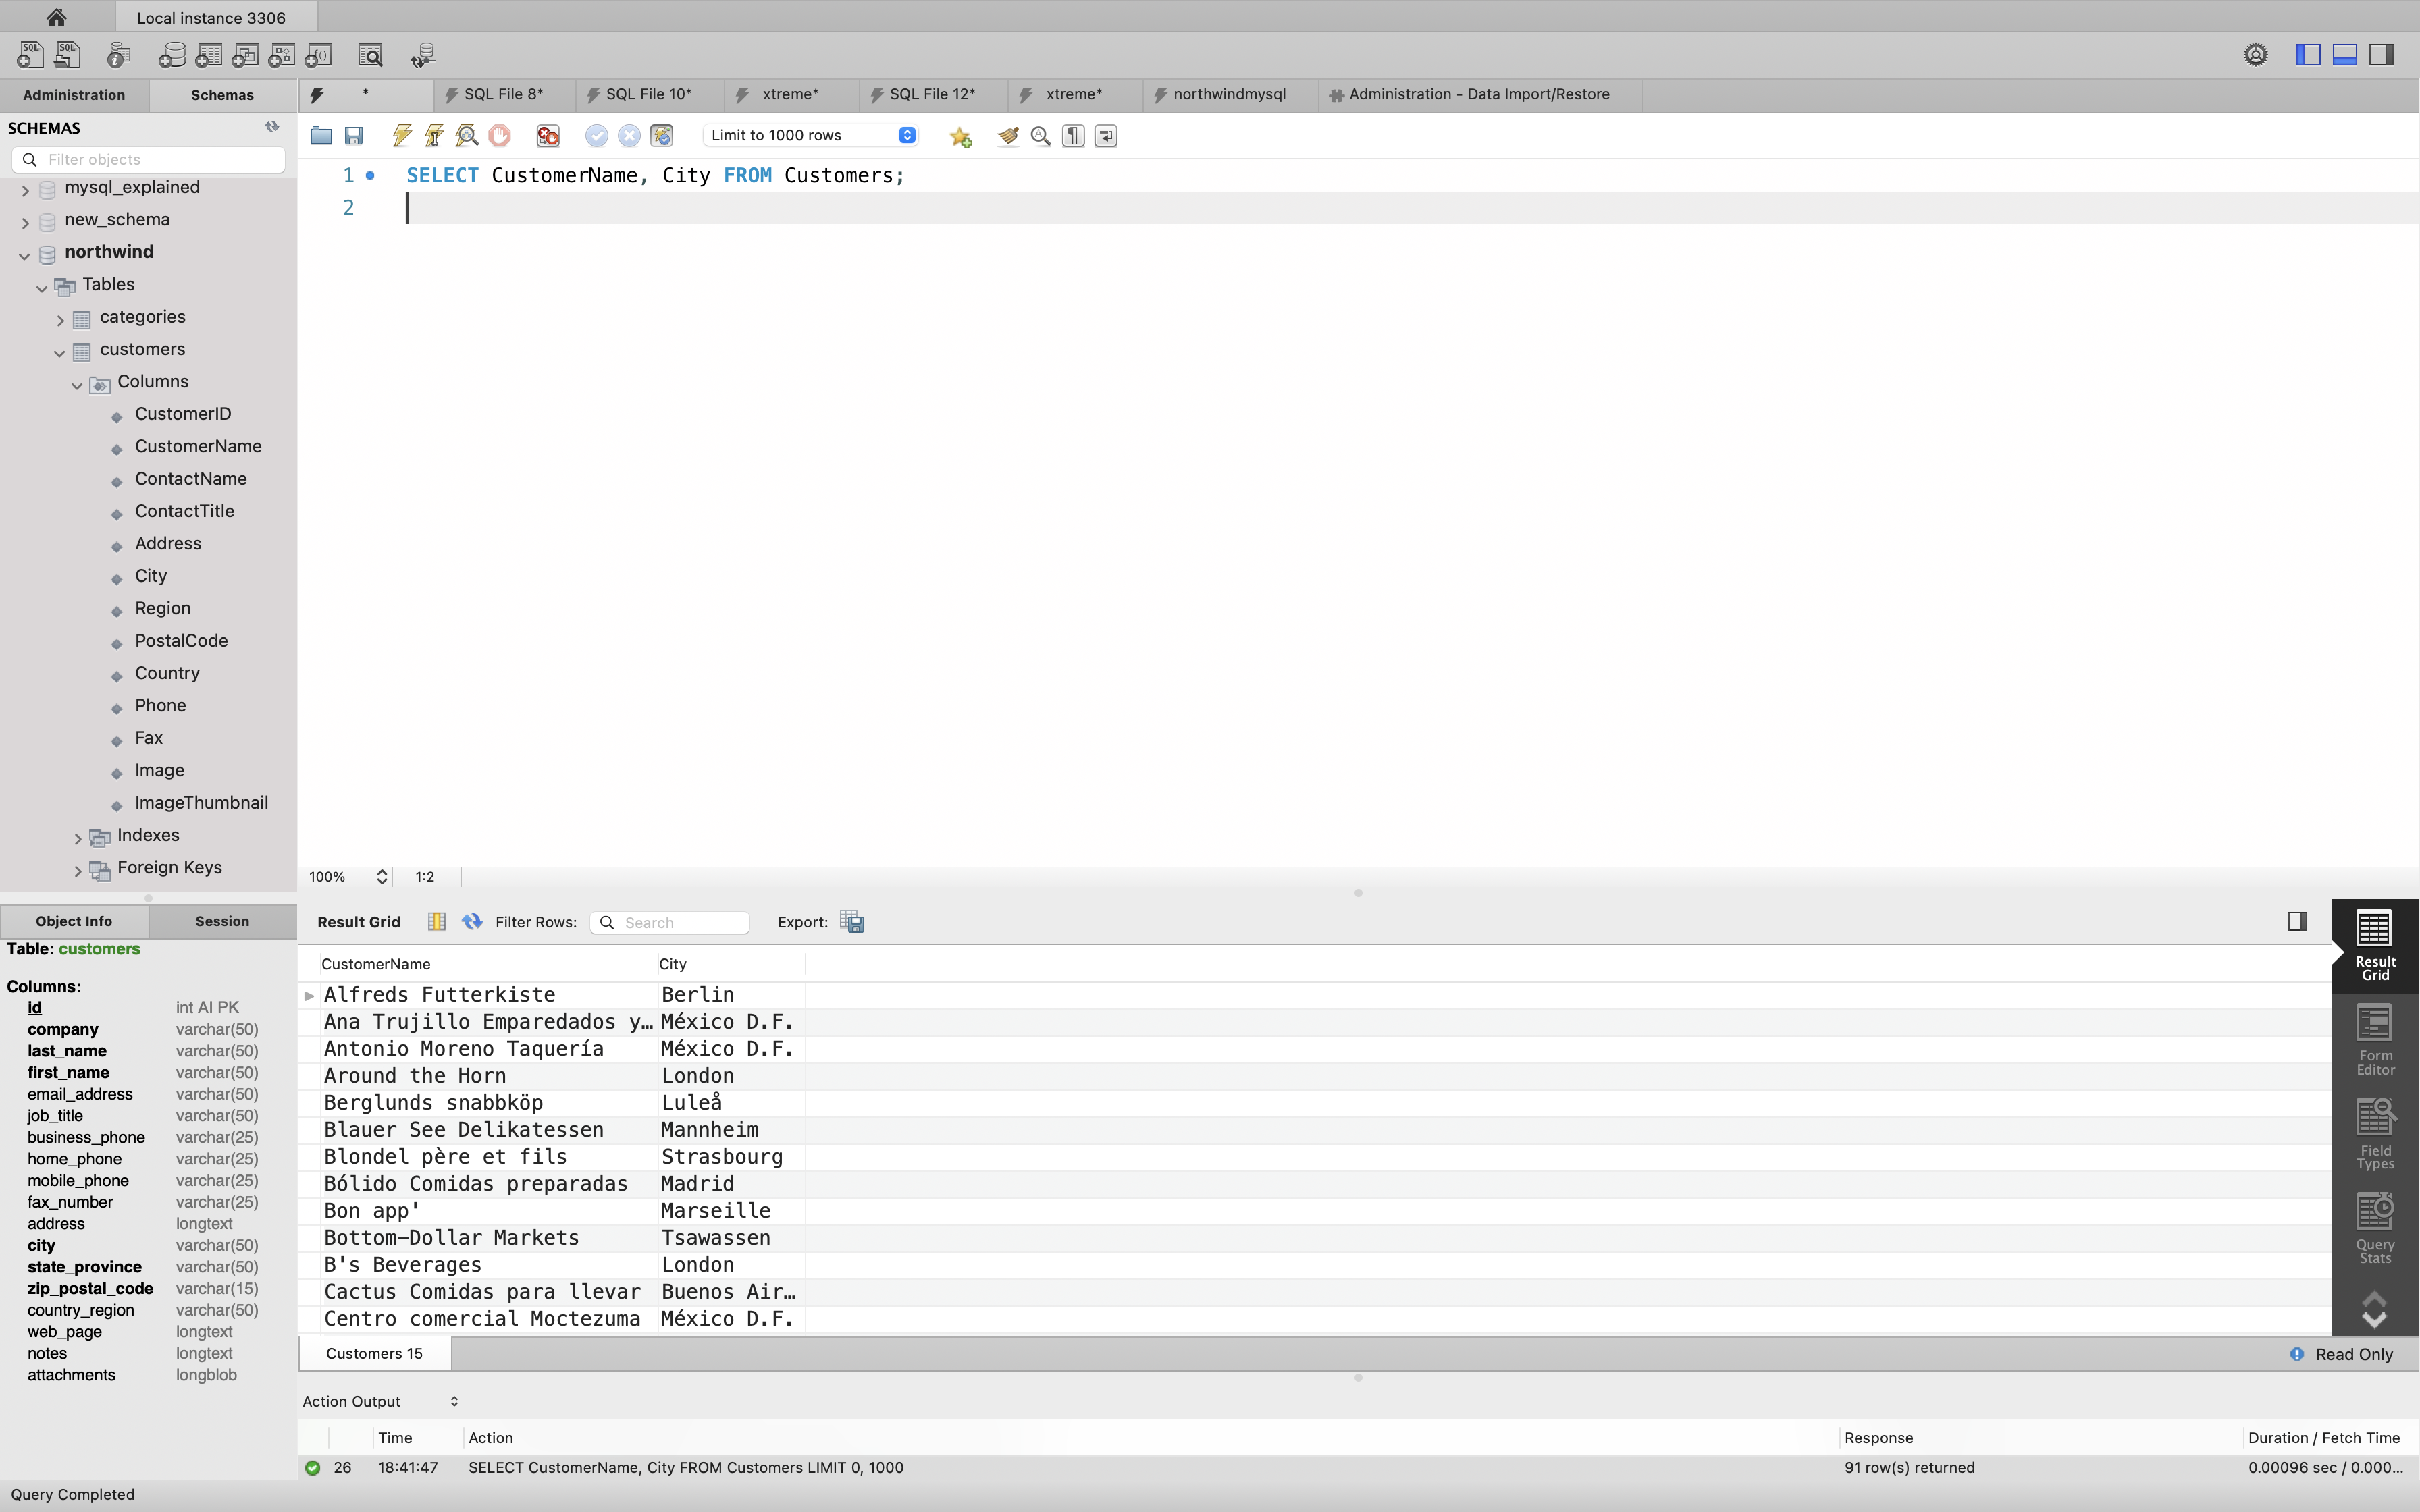 Local instance 3306
SQL SQL
Administration Schemas
* SQL File 8* SQL File 10* xtreme* SQL File 12* xtreme* northwindmysql Administration - Data Import/Restore
SCHEMAS
Filter objects
Limit to 1000 rows
mysql_explained
new_schema
northwind
Tables
categories
customers
Columns
CustomerID
CustomerName
ContactName
ContactTitle
Address
City
Region
PostalCode
Country
Phone
Fax
Image
ImageThumbnail
Indexes
Foreign Keys
1 SELECT CustomerName, City FROM Customers;
2
100% 1:2
Object Info Session
Table: customers
Columns:
id int AI PK
company varchar(50)
last_name varchar(50)
first_name varchar(50)
email_address varchar(50)
job_title varchar(50)
business_phone varchar(25)
home_phone varchar(25)
mobile_phone varchar(25)
fax_number varchar(25)
address longtext
city varchar(50)
state_province varchar(50)
zip_postal_code varchar(15)
country_region varchar(50)
web_page longtext
notes longtext
attachments longblob
Result Grid Filter Rows: Search Export:
CustomerName City
Alfreds Futterkiste Berlin
Ana Trujillo Emparedados y… México D.F.
Antonio Moreno Taquería México D.F.
Around the Horn London
Berglunds snabbköp Luleå
Blauer See Delikatessen Mannheim
Blondel père et fils Strasbourg
Bólido Comidas preparadas Madrid
Bon app' Marseille
Bottom-Dollar Markets Tsawassen
B's Beverages London
Cactus Comidas para llevar Buenos Air…
Centro comercial Moctezuma México D.F.
Result
Grid
Form
Editor
Field
Types
Query
Stats
Customers 15 Read Only
Action Output
Time Action Response Duration / Fetch Time
26 18:41:47 SELECT CustomerName, City FROM Customers LIMIT 0, 1000 91 row(s) returned 0.00096 sec / 0.000...
Query Completed